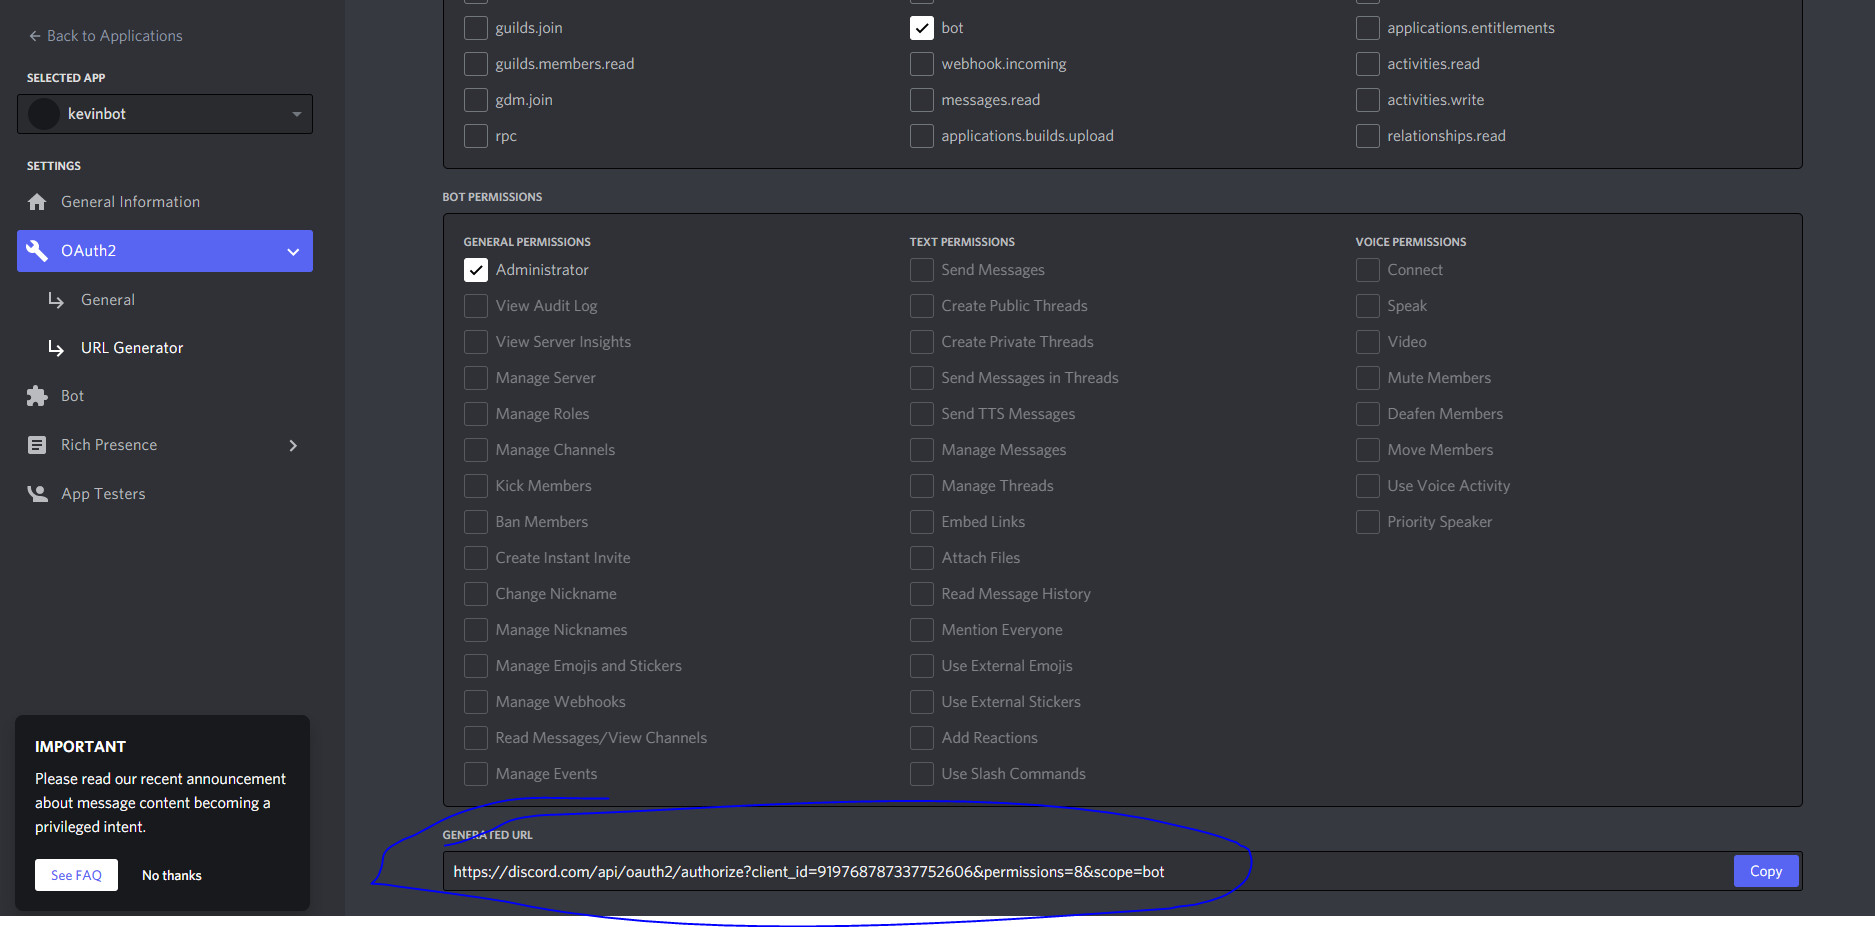 Back to Applications
SELECTED APP
kevinbot
SETTINGS
General Information
OAuth2
General
URL Generator
Bot
Rich Presence
App Testers
IMPORTANT
Please read our recent announcement
about message content becoming a
privileged intent.
See FAQ
No thanks
guilds.join
bot
applications.entitlements
guilds.members.read
webhook.incoming
activities.read
gdm.join
messages.read
activities.write
rpc
applications.builds.upload
relationships.read
BOT PERMISSIONS
GENERAL PERMISSIONS
Administrator
View Audit Log
View Server Insights
Manage Server
Manage Roles
Manage Channels
Kick Members
Ban Members
Create Instant Invite
Change Nickname
Manage Nicknames
Manage Emojis and Stickers
Manage Webhooks
Read Messages/View Channels
Manage Events
TEXT PERMISSIONS
Send Messages
Create Public Threads
Create Private Threads
Send Messages in Threads
Send TTS Messages
Manage Messages
Manage Threads
Embed Links
Attach Files
Read Message History
Mention Everyone
Use External Emojis
Use External Stickers
Add Reactions
Use Slash Commands
VOICE PERMISSIONS
Connect
Speak
Video
Mute Members
Deafen Members
Move Members
Use Voice Activity
Priority Speaker
GENERATED URL
https://discord.com/api/oauth2/authorize?client_id=919768787337752606&permissions=8&scope=bot
Copy